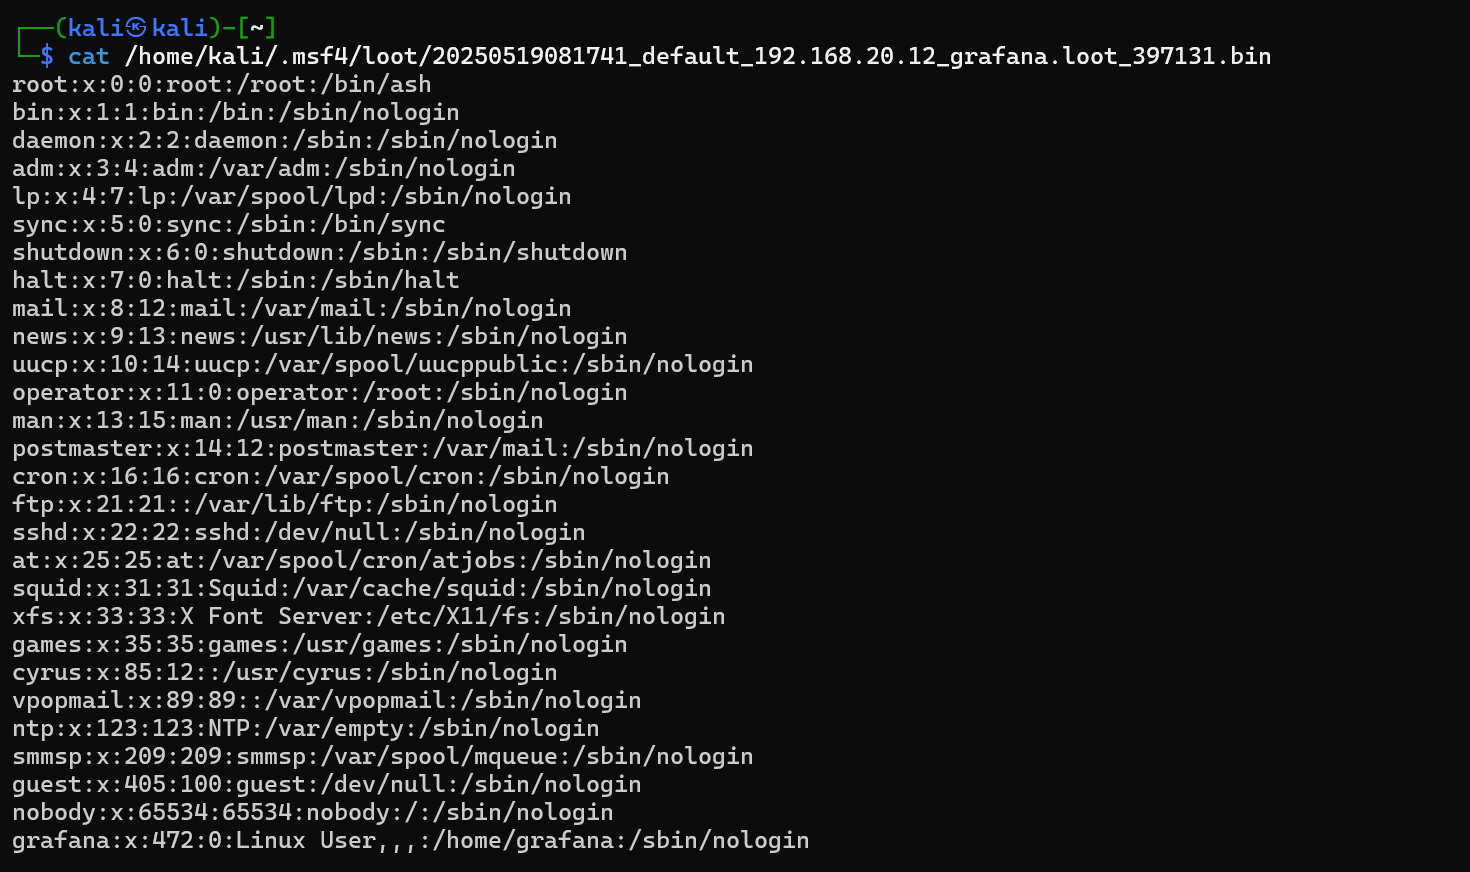 ┌──(kali㉿kali)-[~]
└─$ cat /home/kali/.msf4/loot/20250519081741_default_192.168.20.12_grafana.loot_397131.bin
root:x:0:0:root:/root:/bin/ash
bin:x:1:1:bin:/bin:/sbin/nologin
daemon:x:2:2:daemon:/sbin:/sbin/nologin
adm:x:3:4:adm:/var/adm:/sbin/nologin
lp:x:4:7:lp:/var/spool/lpd:/sbin/nologin
sync:x:5:0:sync:/sbin:/bin/sync
shutdown:x:6:0:shutdown:/sbin:/sbin/shutdown
halt:x:7:0:halt:/sbin:/sbin/halt
mail:x:8:12:mail:/var/mail:/sbin/nologin
news:x:9:13:news:/usr/lib/news:/sbin/nologin
uucp:x:10:14:uucp:/var/spool/uucppublic:/sbin/nologin
operator:x:11:0:operator:/root:/sbin/nologin
man:x:13:15:man:/usr/man:/sbin/nologin
postmaster:x:14:12:postmaster:/var/mail:/sbin/nologin
cron:x:16:16:cron:/var/spool/cron:/sbin/nologin
ftp:x:21:21::/var/lib/ftp:/sbin/nologin
sshd:x:22:22:sshd:/dev/null:/sbin/nologin
at:x:25:25:at:/var/spool/cron/atjobs:/sbin/nologin
squid:x:31:31:Squid:/var/cache/squid:/sbin/nologin
xfs:x:33:33:X Font Server:/etc/X11/fs:/sbin/nologin
games:x:35:35:games:/usr/games:/sbin/nologin
cyrus:x:85:12::/usr/cyrus:/sbin/nologin
vpopmail:x:89:89::/var/vpopmail:/sbin/nologin
ntp:x:123:123:NTP:/var/empty:/sbin/nologin
smmsp:x:209:209:smmsp:/var/spool/mqueue:/sbin/nologin
guest:x:405:100:guest:/dev/null:/sbin/nologin
nobody:x:65534:65534:nobody:/:/sbin/nologin
grafana:x:472:0:Linux User,,,:/home/grafana:/sbin/nologin